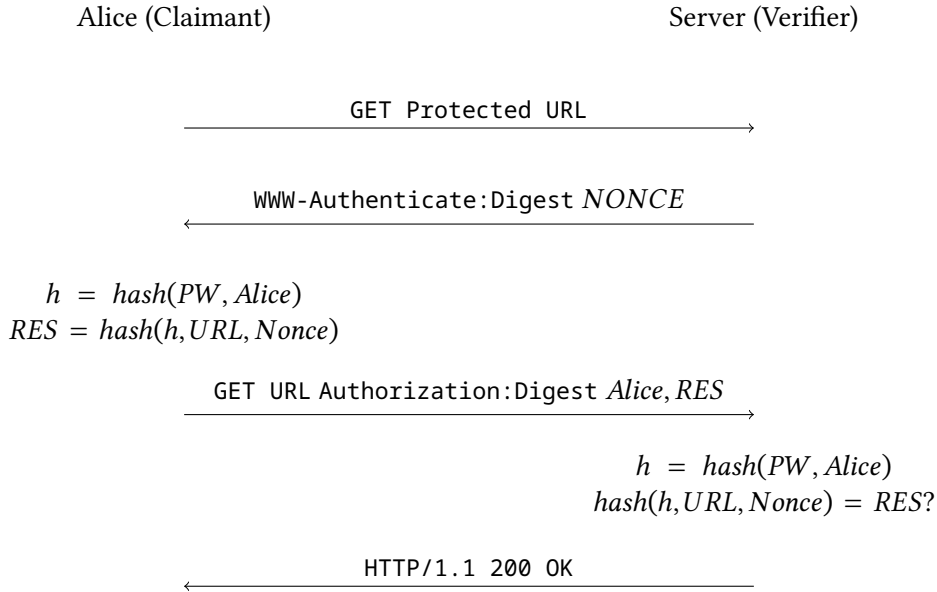 Alice (Claimant) Server (Verifier)
GET Protected URL
WWW-Authenticate:Digest NONCE
h = hash(PW, Alice)
RES = hash(h, URL, Nonce)
GET URL Authorization:Digest Alice, RES
h = hash(PW, Alice)
hash(h, URL, Nonce) = RES?
HTTP/1.1 200 OK